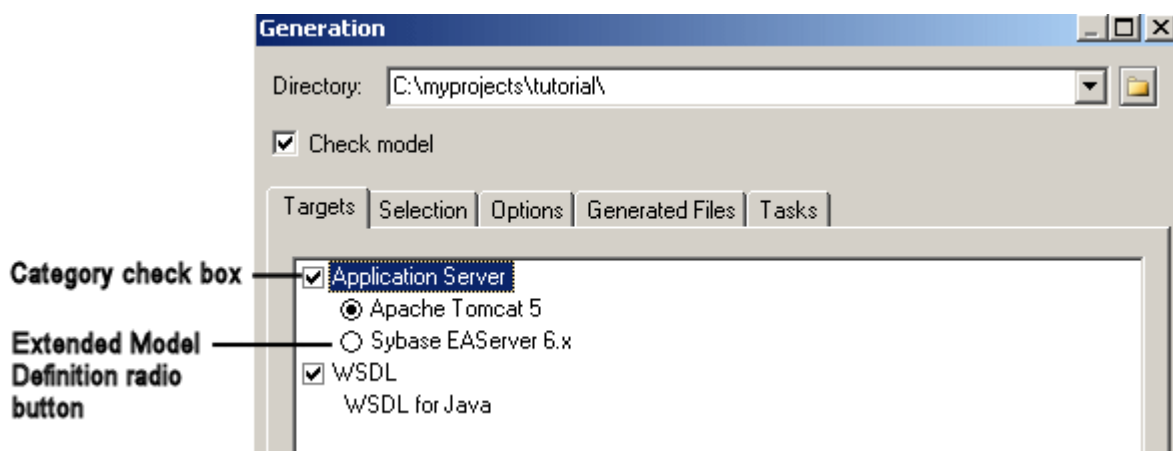 Generation
Directory: C:\myprojects\tutorial\
Check model
Targets Selection Options Generated Files Tasks
Category check box
Application Server
Apache Tomcat 5
Extended Model Definition radio button
Sybase EAServer 6.x
WSDL
WSDL for Java